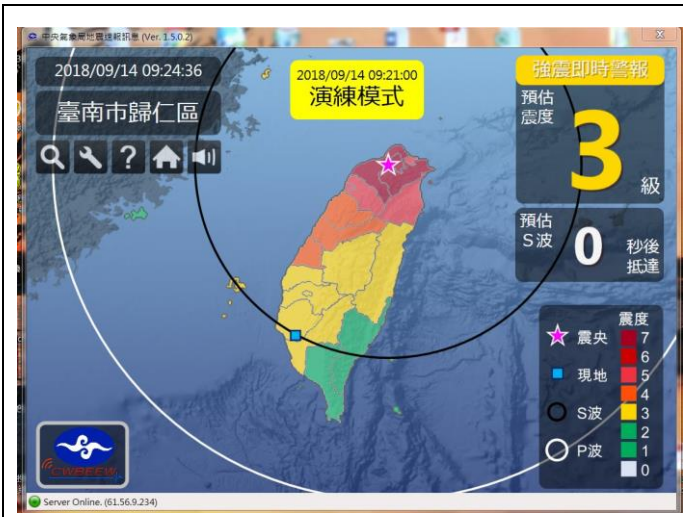 中央氣象局地震速報訊息 (Ver. 1.5.0.2)
2018/09/14 09:24:36
臺南市歸仁區
?
2018/09/14 09:21:00
演練模式
強震即時警報
預估
震度
3
級
預估
S波
0
秒後
抵達
震度
震央
現地
S波
P波
7
6
5
4
3
2
1
0
CWBEEW
Server Online. (61.56.9.234)